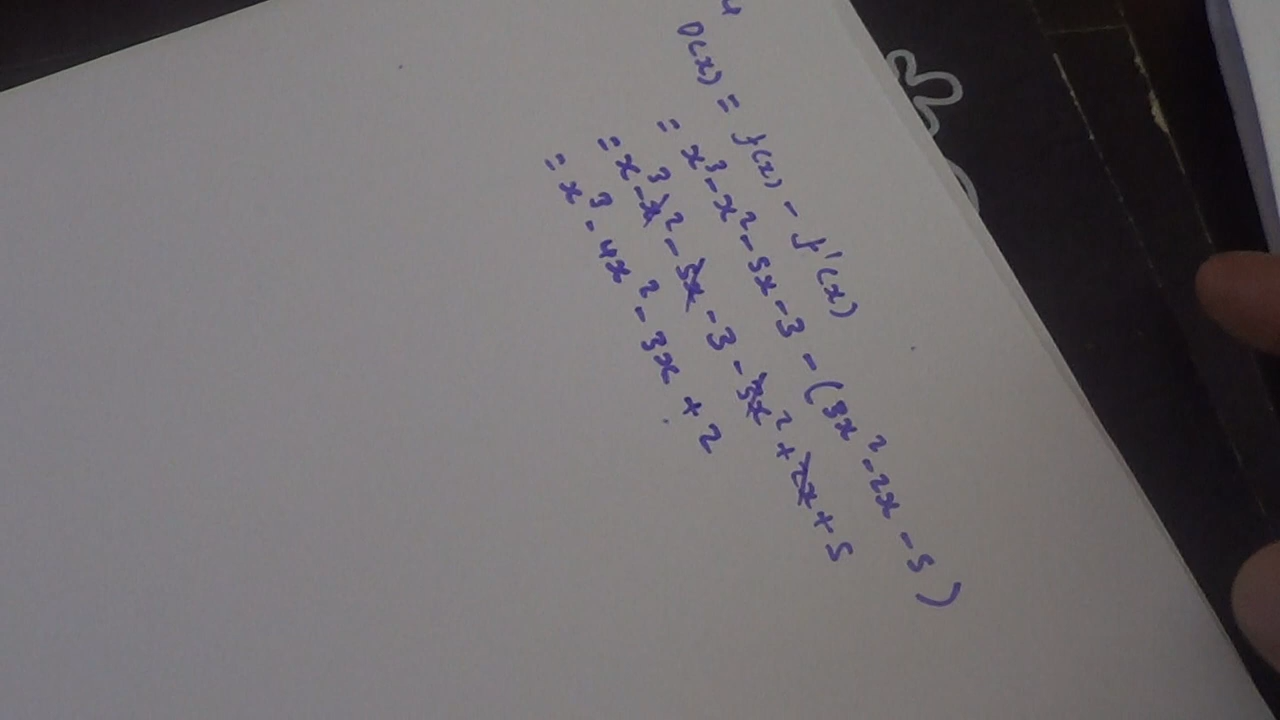 D(x) = f(x) - f'(x)
= x³ - x² - 5x - 3 - (3x² - 2x - 5)
= x³ - x² - 5x - 3 - 3x² + 2x + 5
= x³ - 4x² - 3x + 2